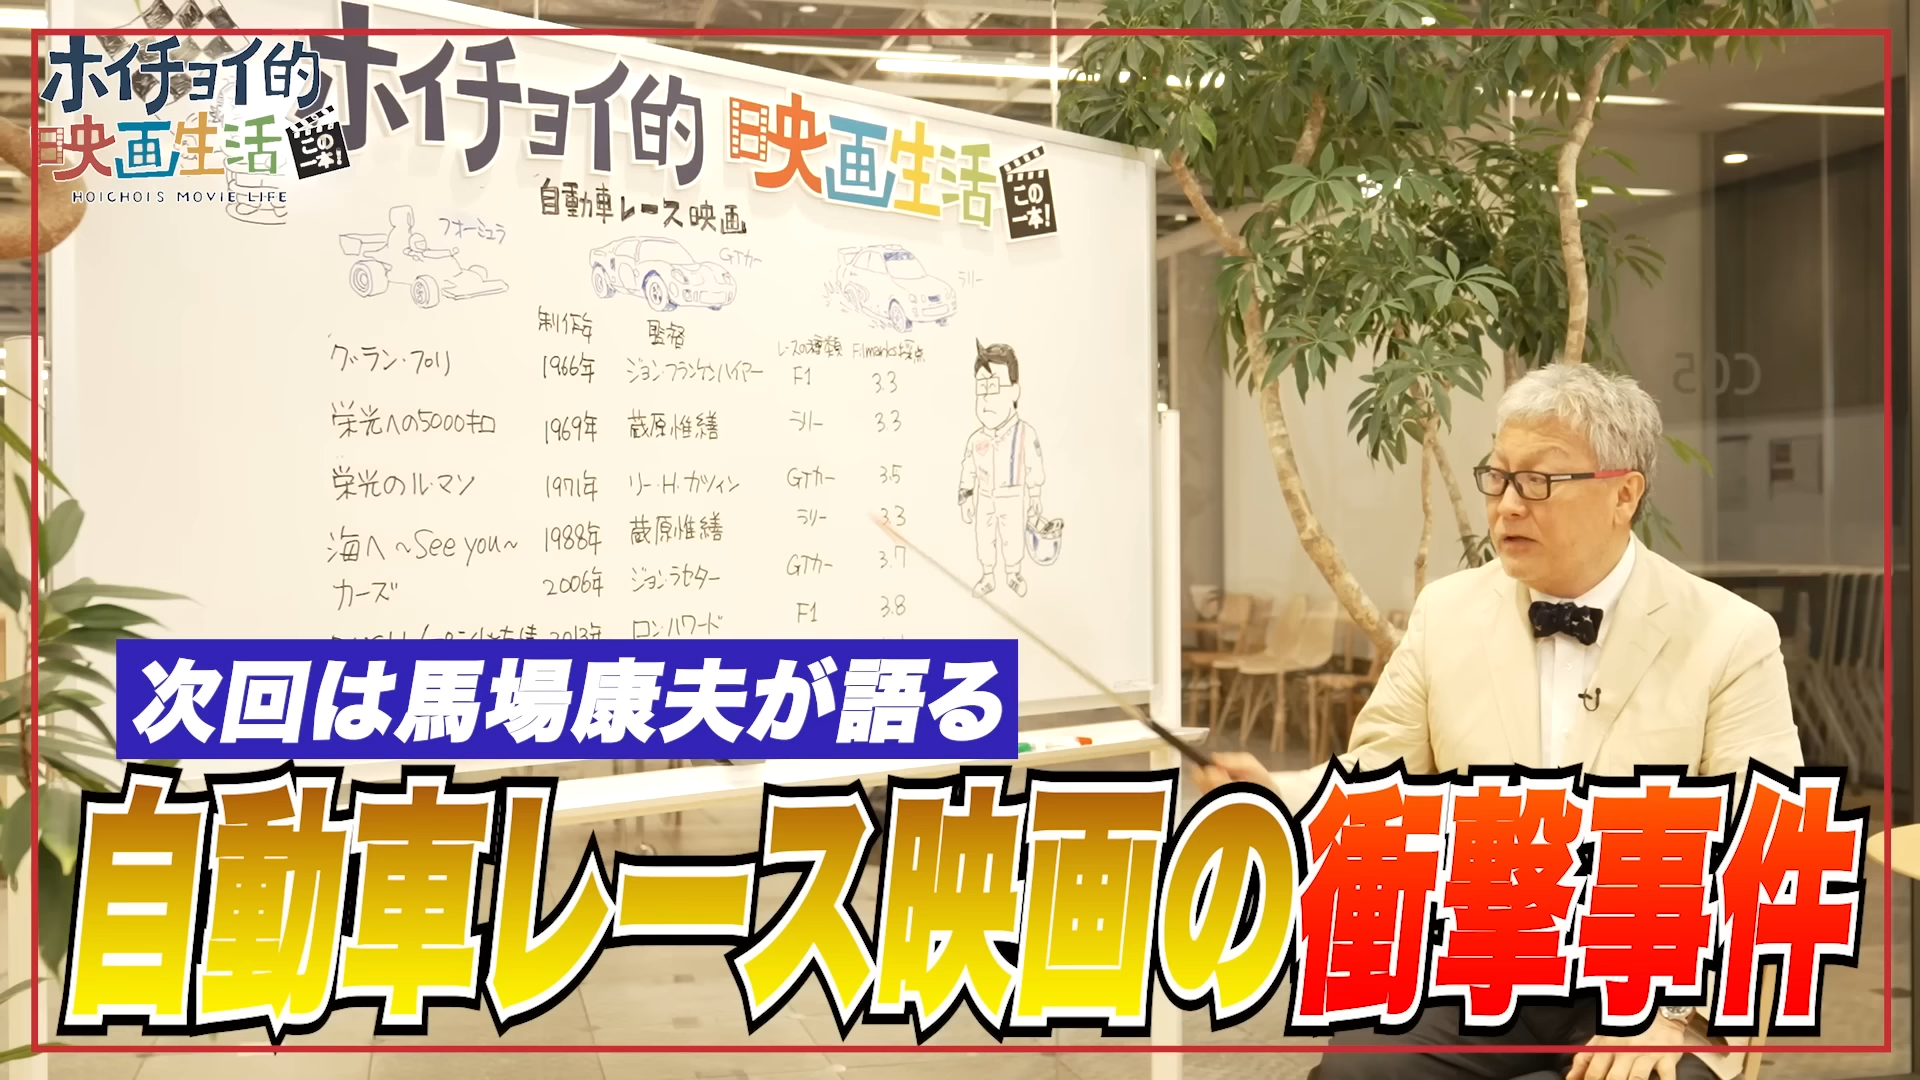 ホイチョイ的
映画生活
この
一本!
HOICHOI'S MOVIE LIFE
ホイチョイ的 映画生活
この
一本!
自動車レース映画
フォーミュラ
GTカー
ラリー
制作年 監督 レースの種類 Filmarks採点
グラン・プリ 1966年 ジョン・フランケンハイマー F1 3.3
栄光への5000キロ 1969年 蔵原惟繕 ラリー 3.3
栄光のル・マン 1971年 リー・H・カツィン GTカー 3.5
海へ〜See you〜 1988年 蔵原惟繕 ラリー 3.3
カーズ 2006年 ジョン・ラセター GTカー 3.7
2013年 ロン・ハワード F1 3.8
次回は馬場康夫が語る
自動車レース映画の衝撃事件